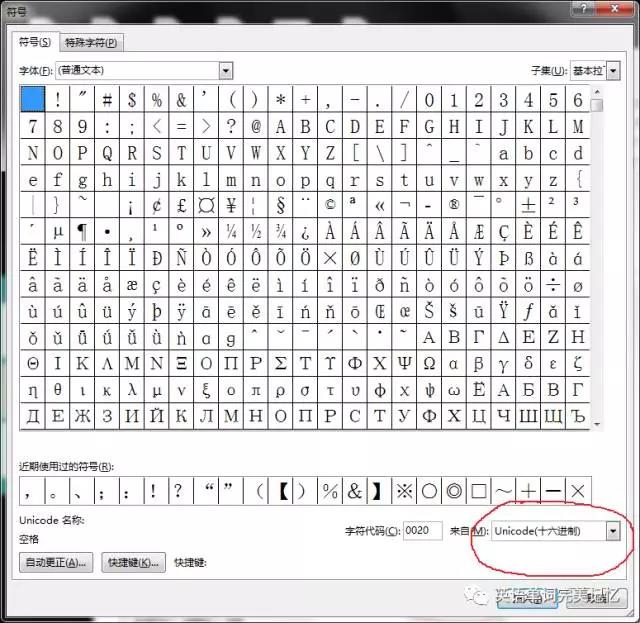 符号
符号(S) 特殊字符(P)
字体(F): (普通文本) 子集(U): 基本拉
! " # $ % & ' ( ) * + , - . / 0 1 2 3 4 5 6
7 8 9 : ; < = > ? @ A B C D E F G H I J K L M
N O P Q R S T U V W X Y Z [ \ ] ^ _ ` a b c d
e f g h i j k l m n o p q r s t u v w x y z {
| } ~ ¡ ¢ £ ¤ ¥ ¦ § ¨ © ª « ¬ - ® ¯ ° ± ² ³
´ µ ¶ • ¸ ¹ º » ¼ ½ ¾ ¿ À Á Â Ã Ä Å Æ Ç È É Ê
Ë Ì Í Î Ï Ð Ñ Ò Ó Ô Õ Ö × Ø Ù Ú Û Ü Ý Þ ß à á
â ã ä å æ ç è é ê ë ì í î ï ð ñ ò ó ô õ ö ÷ ø
ù ú û ü ý þ ÿ ā ē ě ī ń ň ō Œ œ Š š ū Ÿ ƒ ǎ ǐ
ǒ ǔ ǖ ǘ ǚ ǜ ǹ ɑ ɡ ˆ ˇ ˉ ˊ ˋ ˙ ˜ Α Β Γ Δ Ε Ζ Η
Θ Ι Κ Λ Μ Ν Ξ Ο Π Ρ Σ Τ Υ Φ Χ Ψ Ω α β γ δ ε ζ
η θ ι κ λ μ ν ξ ο π ρ σ τ υ φ χ ψ ω Ё А Б В Г
Д Е Ж З И Й К Л М Н О П Р С Т У Ф Х Ц Ч Ш Щ Ъ
近期使用过的符号(R):
, 。 、 ; : ! ? “ ” ( 【 ) % & 】 ※ ○ ◎ □ ～ + − ×
Unicode 名称:
空格
字符代码(C): 0020 来自(M): Unicode(十六进制)
自动更正(A)... 快捷键(K)... 快捷键:
英语单词完美记忆